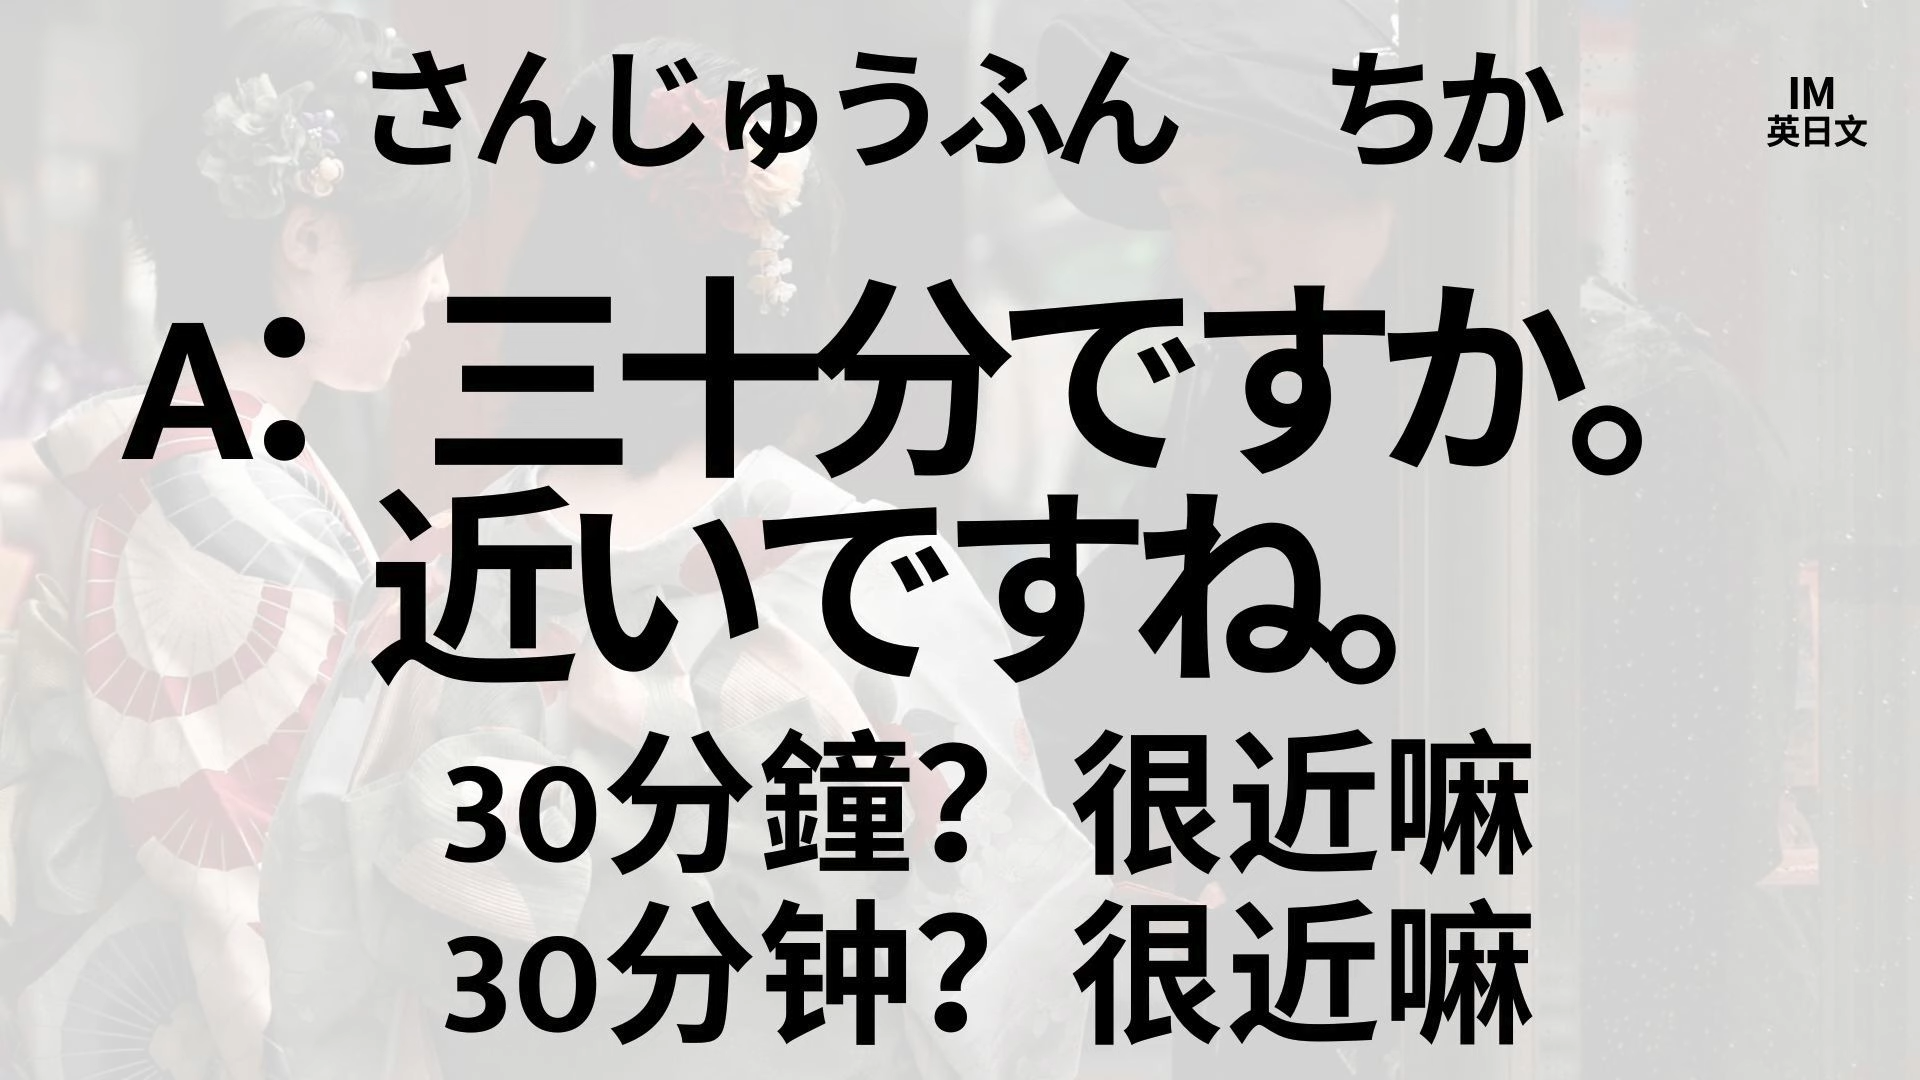 さんじゅうふん ちか
IM
英日文
A：三十分ですか。
近いですね。
30分鐘？很近嘛
30分钟？很近嘛